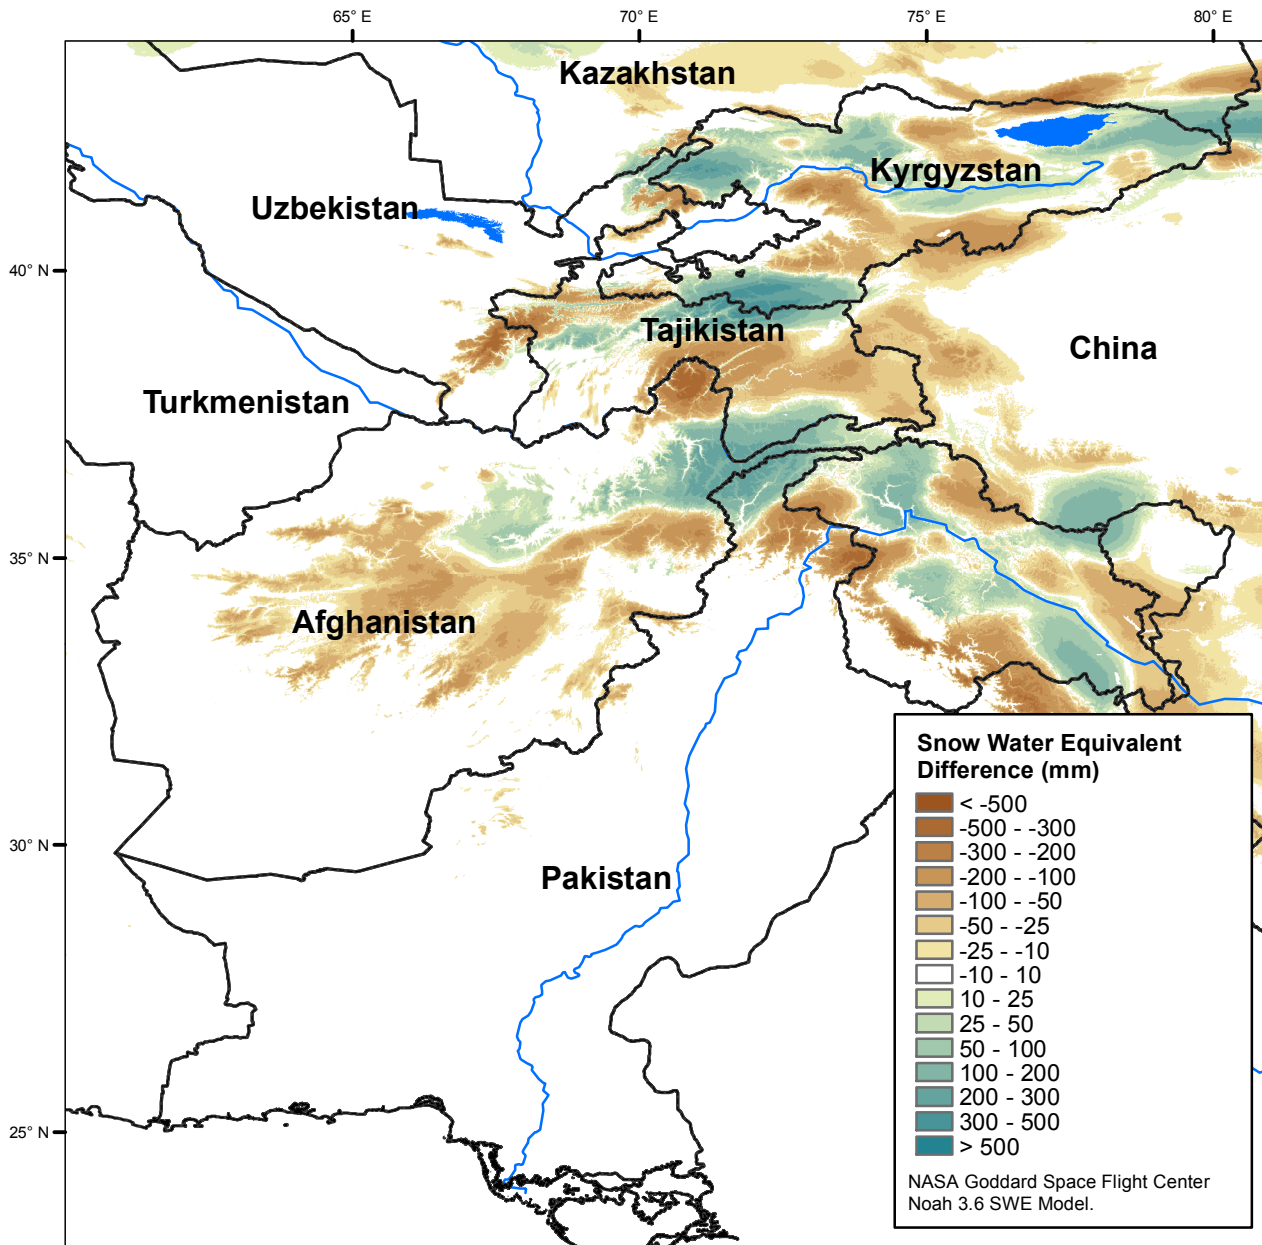 65° E
70° E
75° E
80° E
Kazakhstan
Kyrgyzstan
Uzbekistan
40° N
Tajikistan
China
Turkmenistan
35° N
Afghanistan
30° N
Pakistan
25° N
Snow Water Equivalent
Difference (mm)
< -500
-500 - -300
-300 - -200
-200 - -100
-100 - -50
-50 - -25
-25 - -10
-10 - 10
10 - 25
25 - 50
50 - 100
100 - 200
200 - 300
300 - 500
> 500
NASA Goddard Space Flight Center
Noah 3.6 SWE Model.